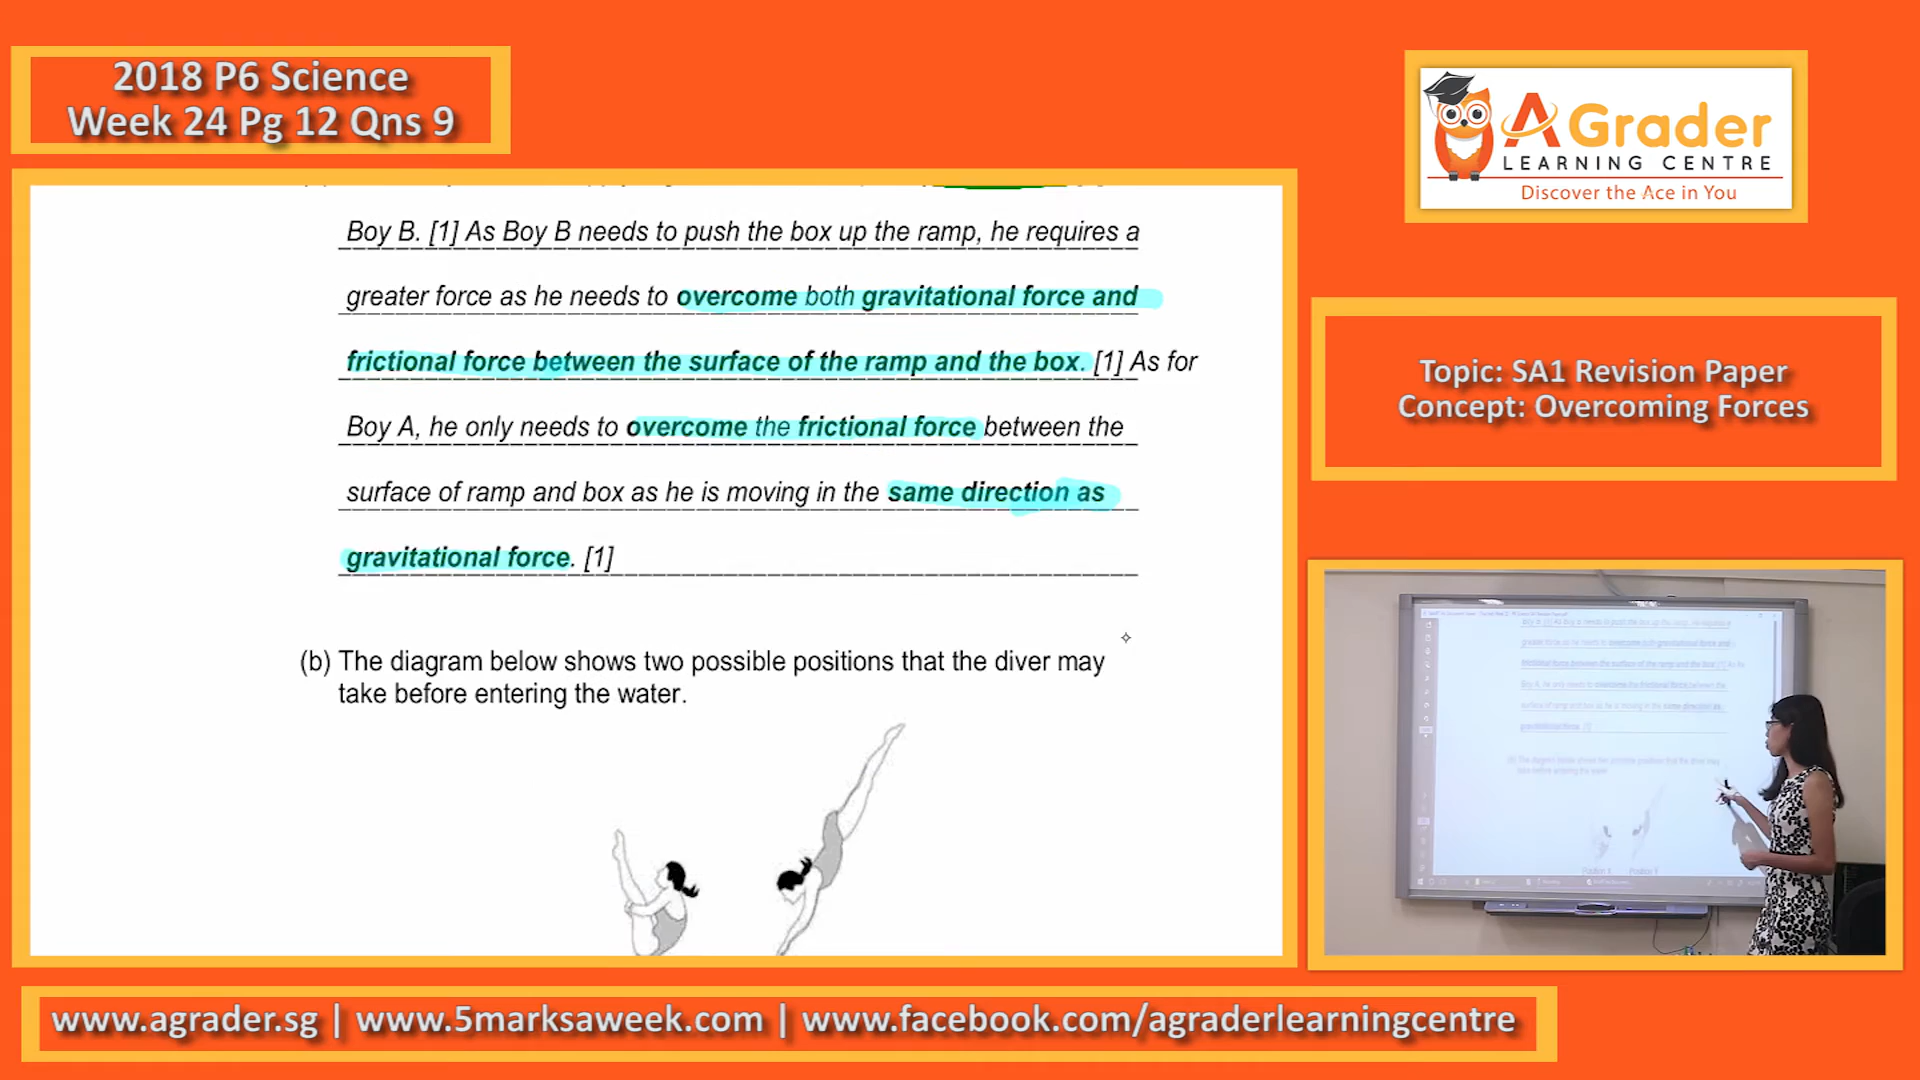 2018 P6 Science
Week 24 Pg 12 Qns 9
A Grader
LEARNING CENTRE
Discover the Ace in You
Boy B. [1] As Boy B needs to push the box up the ramp, he requires a
greater force as he needs to overcome both gravitational force and
frictional force between the surface of the ramp and the box. [1] As for
Boy A, he only needs to overcome the frictional force between the
surface of ramp and box as he is moving in the same direction as
gravitational force. [1]
(b) The diagram below shows two possible positions that the diver may
take before entering the water.
Topic: SA1 Revision Paper
Concept: Overcoming Forces
www.agrader.sg | www.5marksaweek.com | www.facebook.com/agraderlearningcentre